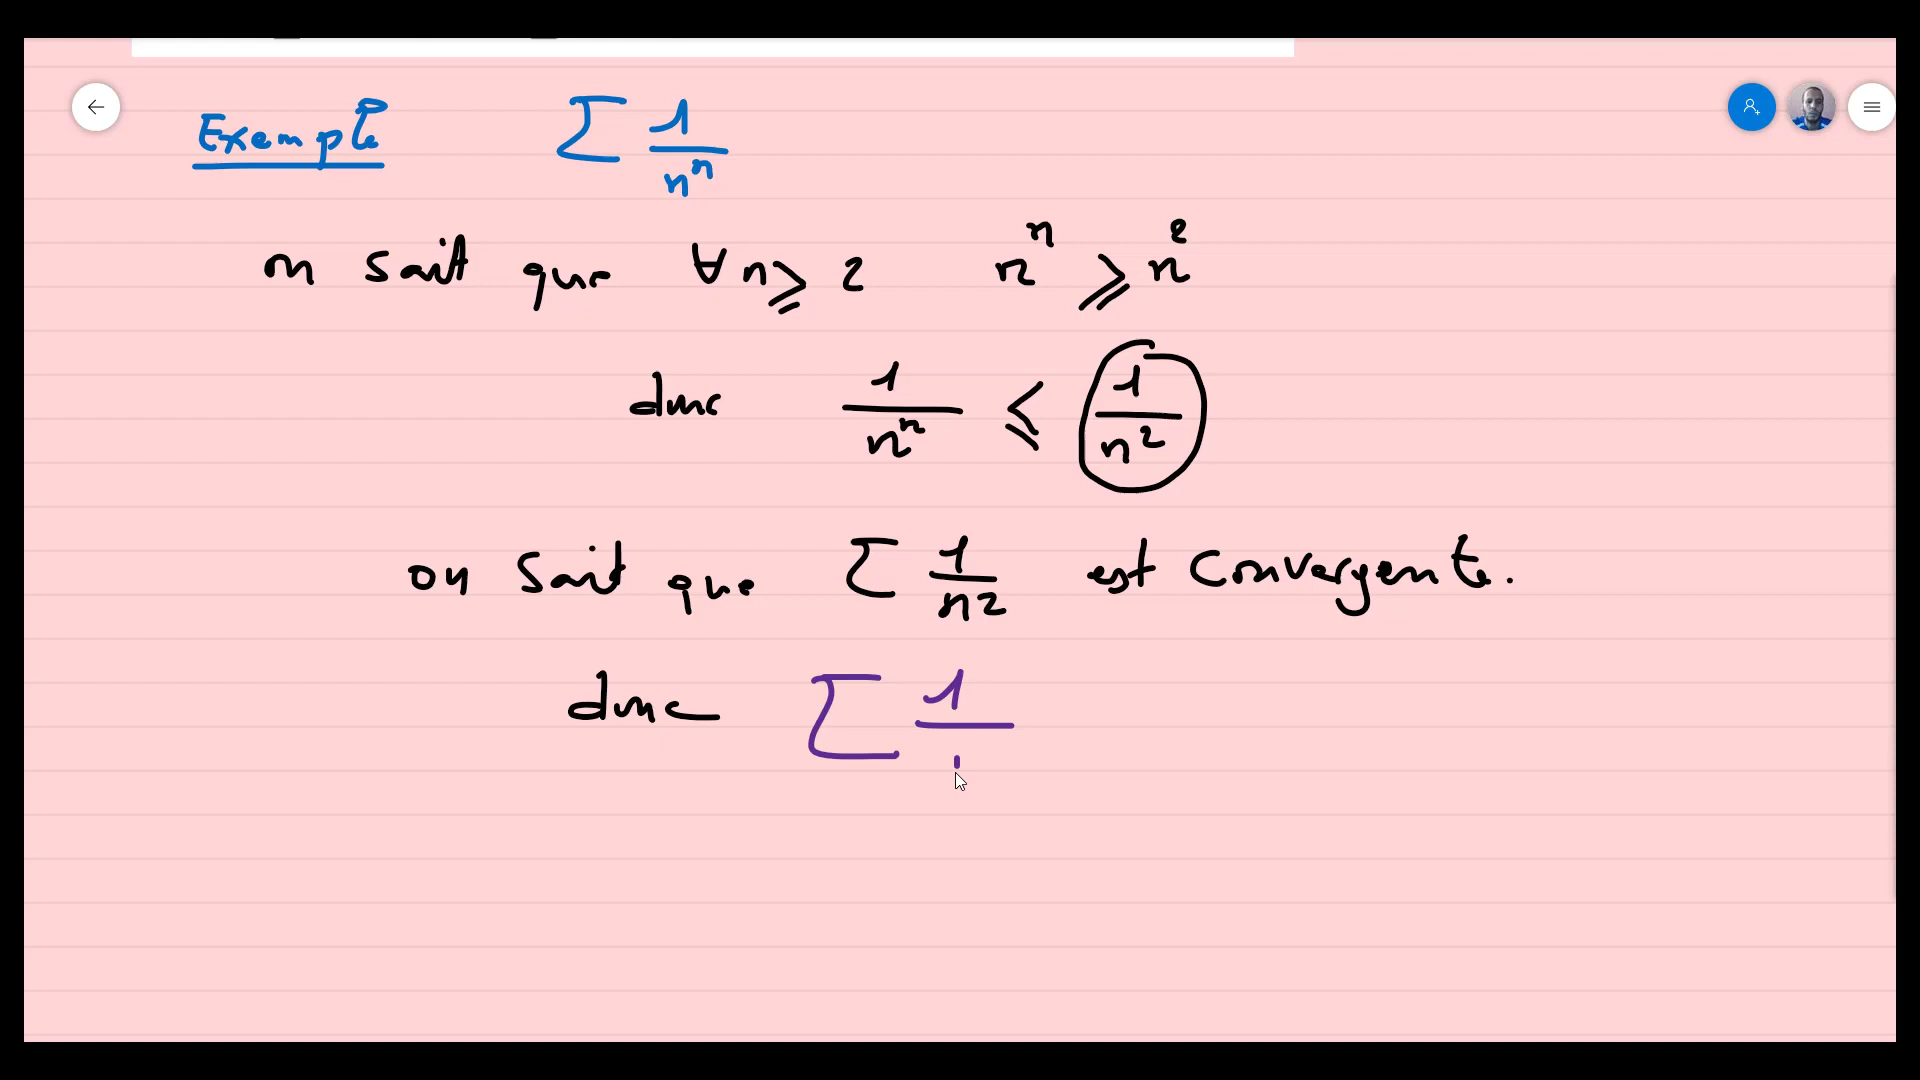 Exemple ∑ 1/n^n
on sait que ∀ n ≥ 2 n^n ≥ n^2
donc 1/n^n ≤ 1/n^2
on sait que ∑ 1/n2 est convergente.
donc ∑ 1/